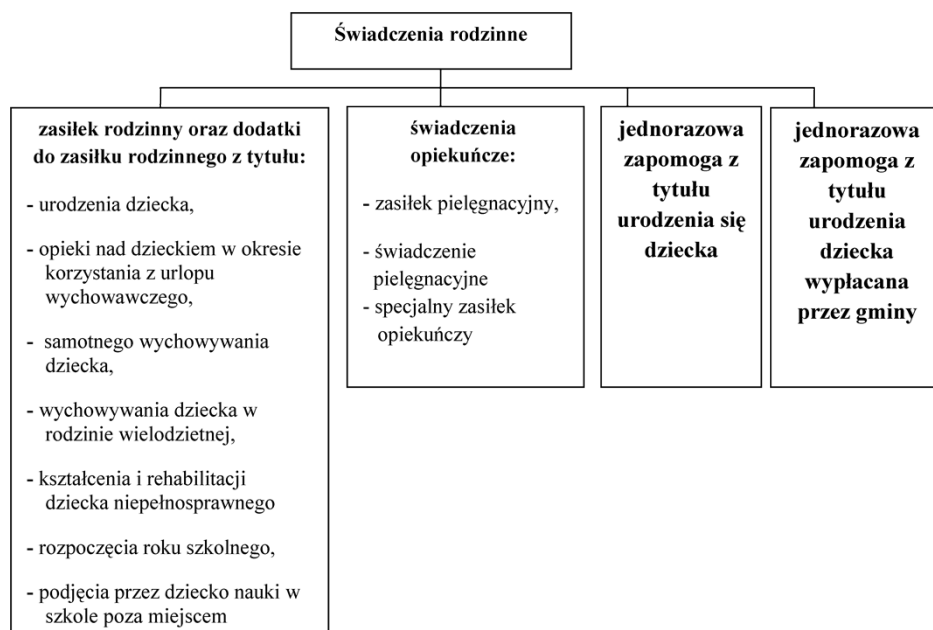 Świadczenia rodzinne
zasiłek rodzinny oraz dodatki
do zasiłku rodzinnego z tytułu:
- urodzenia dziecka,
- opieki nad dzieckiem w okresie
korzystania z urlopu
wychowawczego,
- samotnego wychowywania
dziecka,
- wychowywania dziecka w
rodzinie wielodzietnej,
- kształcenia i rehabilitacji
dziecka niepełnosprawnego
- rozpoczęcia roku szkolnego,
- podjęcia przez dziecko nauki w
szkole poza miejscem
świadczenia
opiekuńcze:
- zasiłek pielęgnacyjny,
- świadczenie
pielęgnacyjne
- specjalny zasiłek
opiekuńczy
jednorazowa
zapomoga z
tytułu
urodzenia się
dziecka
jednorazowa
zapomoga z
tytułu
urodzenia
dziecka
wypłacana
przez gminy